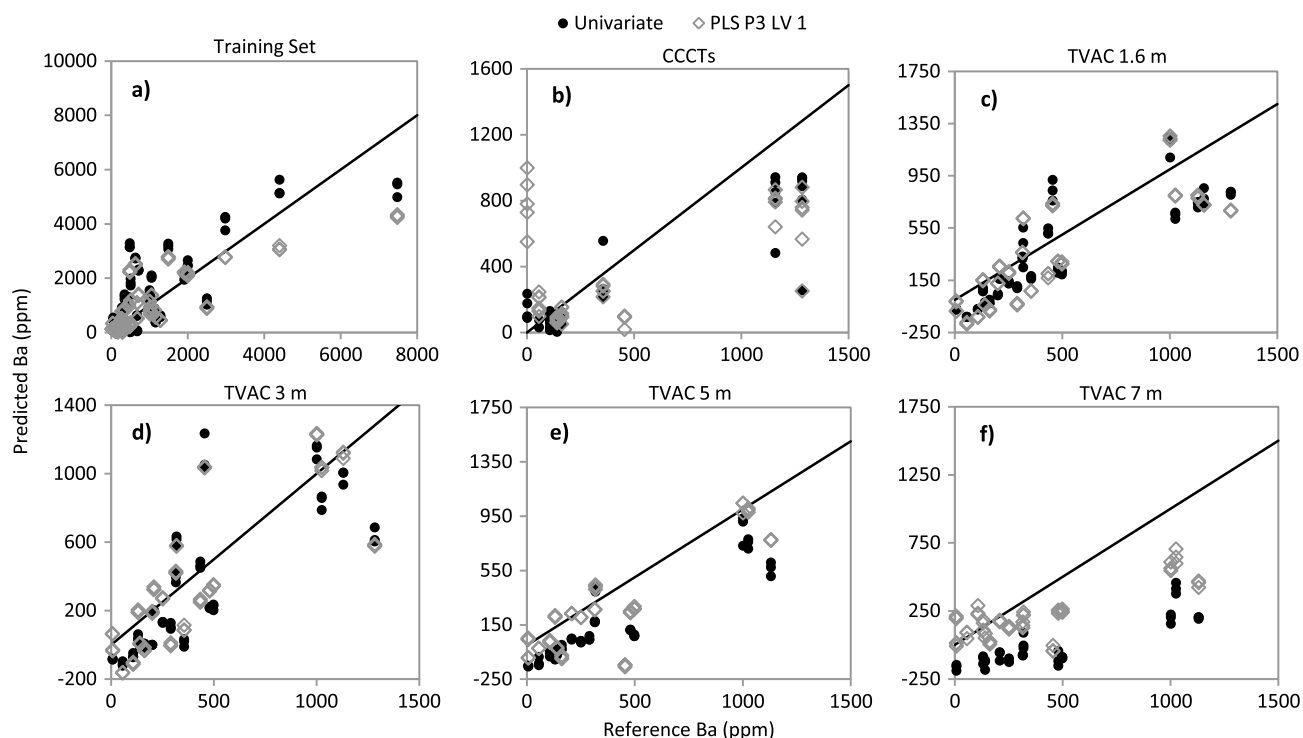 Univariate PLS P3 LV 1
Training Set CCCTs TVAC 1.6 m
a) b) c)
10000
8000
6000
4000
2000
0
0 2000 4000 6000 8000
1600
1200
800
400
0
0 500 1000 1500
1750
1350
950
550
150
-250
0 500 1000 1500
Predicted Ba (ppm)
TVAC 3 m TVAC 5 m TVAC 7 m
d) e) f)
1400
1000
600
200
-200
0 500 1000 1500
1750
1350
950
550
150
-250
0 500 1000 1500
1750
1250
750
250
-250
0 500 1000 1500
Reference Ba (ppm)